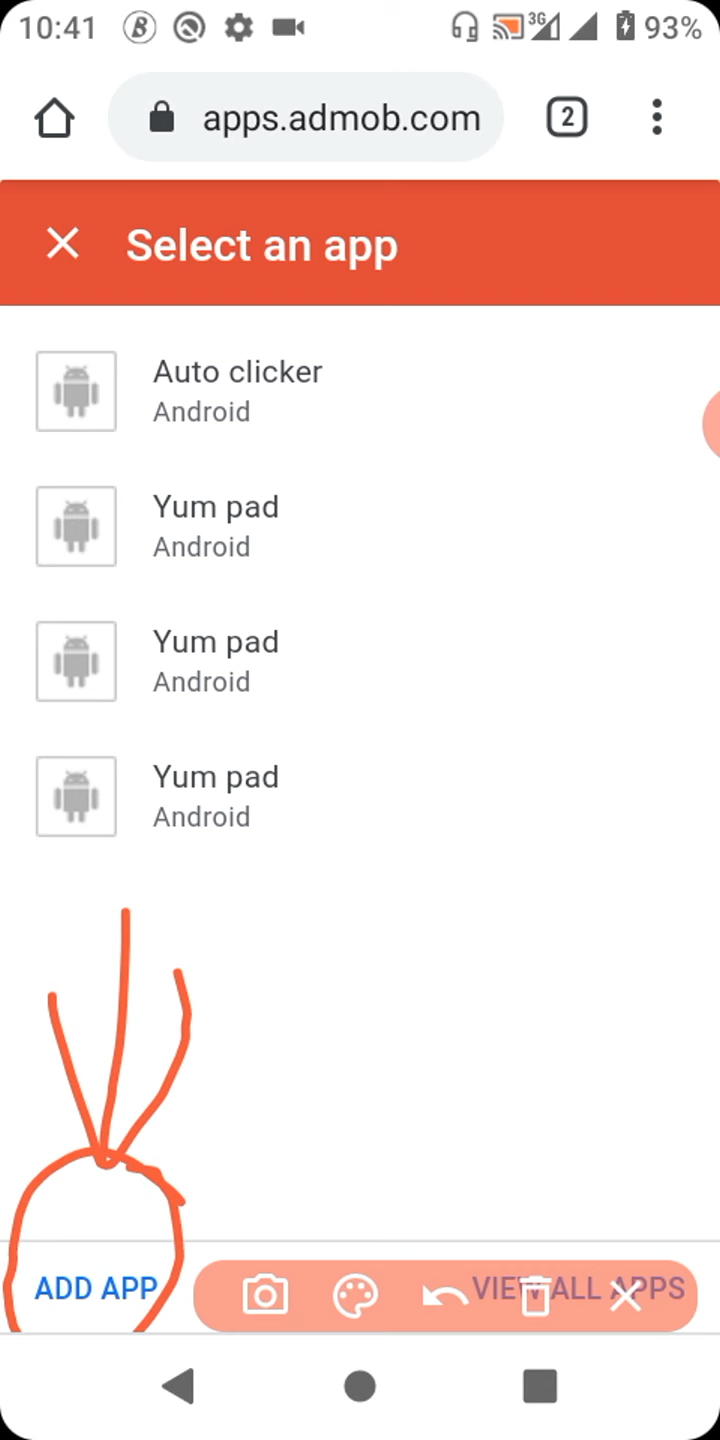 10:41 3G 93%
apps.admob.com 2
Select an app
Auto clicker
Android
Yum pad
Android
Yum pad
Android
Yum pad
Android
ADD APP VIEW ALL APPS